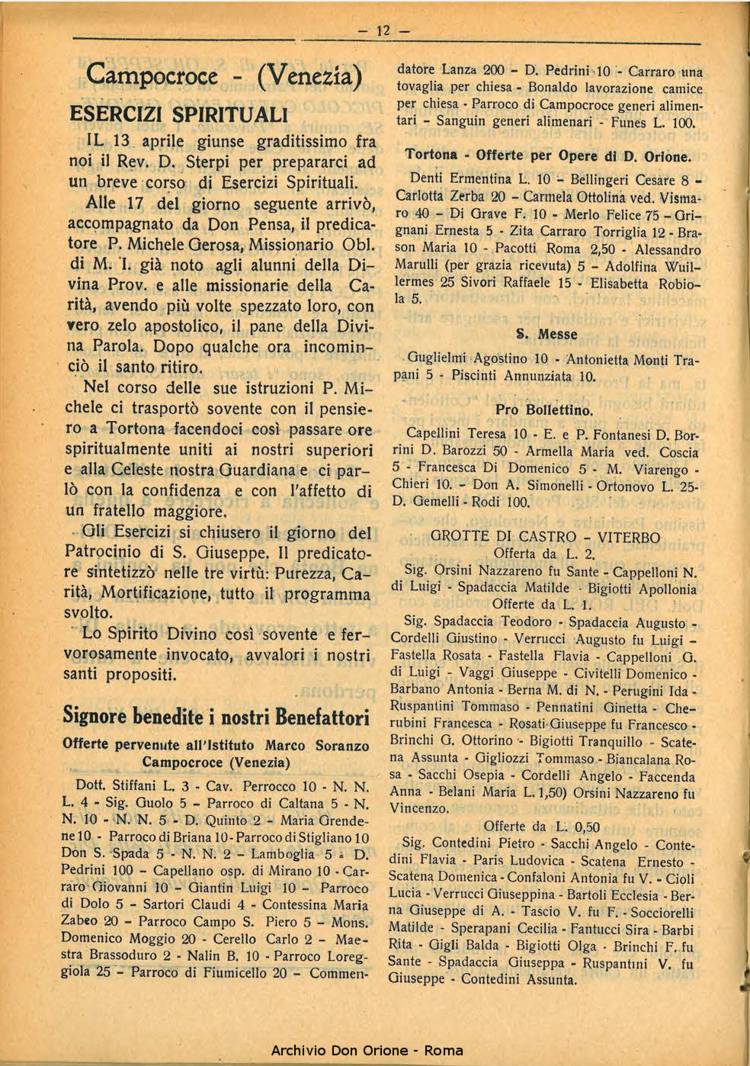 – 12 –
Campocroce - (Venezia)
ESERCIZI SPIRITUALI
IL 13 aprile giunse graditissimo fra
noi il Rev. D. Sterpi per prepararci ad
un breve corso di Esercizi Spirituali.
Alle 17 del giorno seguente arrivò,
accompagnato da Don Pensa, il predica-
tore P. Michele Gerosa, Missionario Obl.
di M. I. già noto agli alunni della Di-
vina Prov. e alle missionarie della Ca-
rità, avendo più volte spezzato loro, con
vero zelo apostolico, il pane della Divi-
na Parola. Dopo qualche ora incomin-
ciò il santo ritiro.
Nel corso delle sue istruzioni P. Mi-
chele ci trasportò sovente con il pensie-
ro a Tortona facendoci così passare ore
spiritualmente uniti ai nostri superiori
e alla Celeste nostra Guardiana e ci par-
lò con la confidenza e con l'affetto di
un fratello maggiore.
Gli Esercizi si chiusero il giorno del
Patrocinio di S. Giuseppe. Il predicato-
re sintetizzò nelle tre virtù: Purezza, Ca-
rità, Mortificazione, tutto il programma
svolto.
Lo Spirito Divino così sovente e fer-
vorosamente invocato, avvalori i nostri
santi propositi.
Signore benedite i nostri Benefattori
Offerte pervenute all'Istituto Marco Soranzo
Campocroce (Venezia)
Dott. Stiffani L. 3 - Cav. Perrocco 10 - N. N.
L. 4 - Sig. Guolo 5 – Parroco di Caltana 5 - N.
N. 10 - N. N. 5 - D. Quinto 2 – Maria Grende-
ne 10 - Parroco di Briana 10 - Parroco di Stigliano 10
Don S. Spada 5 - N. N. 2 – Lamboglia 5 - D.
Pedrini 100 – Capellano osp. di Mirano 10 - Car-
raro Giovanni 10 – Giantin Luigi 10 – Parroco
di Dolo 5 – Sartori Claudi 4 - Contessina Maria
Zabeo 20 – Parroco Campo S. Piero 5 – Mons.
Domenico Moggio 20 - Cerello Carlo 2 – Mae-
stra Brassoduro 2 - Nalin B. 10 - Parroco Loreg-
giola 25 – Parroco di Fiumicello 20 – Commen-
datore Lanza 200 – D. Pedrini 10 - Carraro una
tovaglia per chiesa - Bonaldo lavorazione camice
per chiesa - Parroco di Campocroce generi alimen-
tari – Sanguin generi alimenari - Funes L. 100.
Tortona - Offerte per Opere di D. Orione.
Denti Ermentina L. 10 – Bellingeri Cesare 8 –
Carlotta Zerba 20 – Carmela Ottolina ved. Visma-
ro 40 – Di Grave F. 10 - Merlo Felice 75 – Gri-
gnani Ernesta 5 - Zita Carraro Torriglia 12 - Bra-
son Maria 10 - Pacotti Roma 2,50 - Alessandro
Marulli (per grazia ricevuta) 5 – Adolfina Wuil-
lermes 25 Sivori Raffaele 15 - Elisabetta Robio-
la 5.
S. Messe
Guglielmi Agostino 10 - Antonietta Monti Tra-
pani 5 - Piscinti Annunziata 10.
Pro Bollettino.
Capellini Teresa 10 - E. e P. Fontanesi D. Bor-
rini D. Barozzi 50 - Armella Maria ved. Coscia
5 - Francesca Di Domenico 5 - M. Viarengo -
Chieri 10. – Don A. Simonelli - Ortonovo L. 25-
D. Gemelli - Rodi 100.
GROTTE DI CASTRO – VITERBO
Offerta da L. 2.
Sig. Orsini Nazzareno fu Sante - Cappelloni N.
di Luigi - Spadaccia Matilde - Bigiotti Apollonia
Offerte da L. 1.
Sig. Spadaccia Teodoro - Spadaccia Augusto -
Cordelli Giustino - Verrucci Augusto fu Luigi –
Fastella Rosata - Fastella Flavia - Cappelloni G.
di Luigi - Vaggi Giuseppe - Civitelli Domenico -
Barbano Antonia - Berna M. di N. - Perugini Ida -
Ruspantini Tommaso - Pennatini Ginetta - Che-
rubini Francesca - Rosati Giuseppe fu Francesco -
Brinchi G. Ottorino - Bigiotti Tranquillo - Scate-
na Assunta - Gigliozzi Tommaso - Biancalana Ro-
sa - Sacchi Osepia - Cordelli Angelo - Faccenda
Anna - Belani Maria L. 1,50) Orsini Nazzareno fu
Vincenzo.
Offerte da L. 0,50
Sig. Contedini Pietro - Sacchi Angelo - Conte-
dini Flavia - Paris Ludovica - Scatena Ernesto -
Scatena Domenica - Confaloni Antonia fu V. - Cioli
Lucia - Verrucci Giuseppina - Bartoli Ecclesia - Ber-
na Giuseppe di A. - Tascio V. fu F. - Socciorelli
Matilde - Sperapani Cecilia - Fantucci Sira - Barbi
Rita - Gigli Balda - Bigiotti Olga - Brinchi F. fu
Sante - Spadaccia Giuseppa - Ruspantini V. fu
Giuseppe - Contedini Assunta.
Archivio Don Orione - Roma